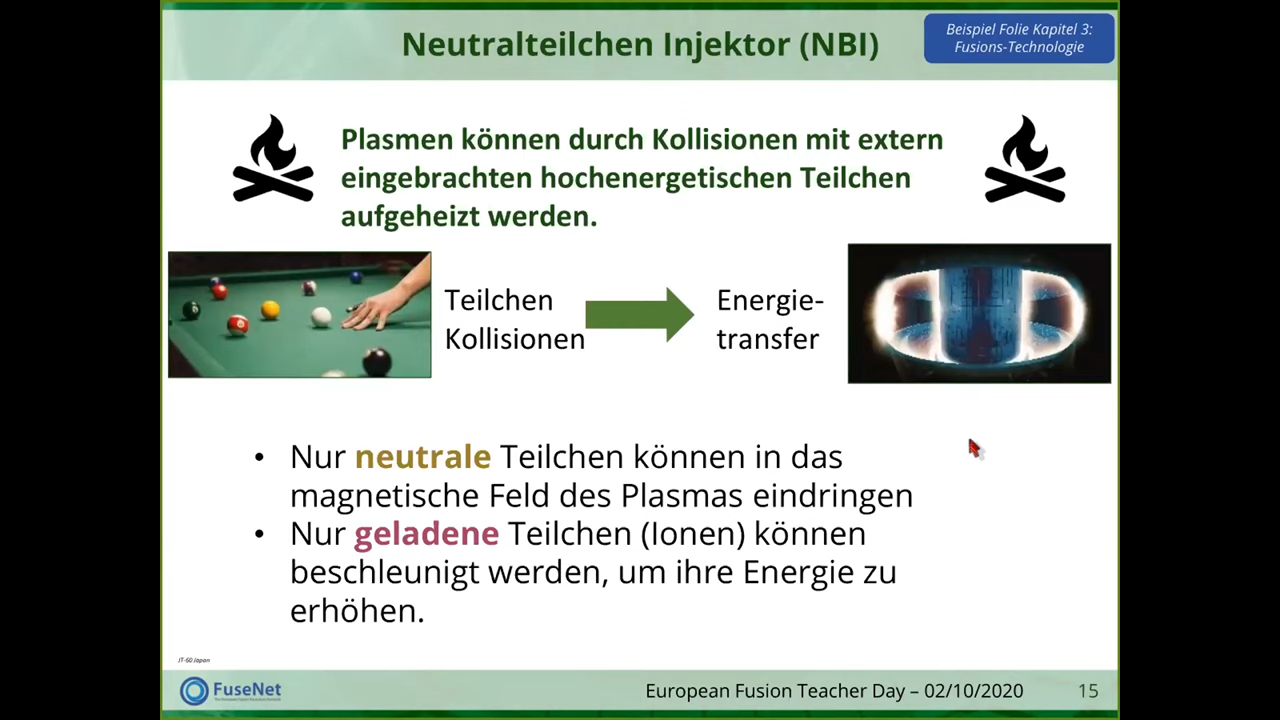 Neutralteilchen Injektor (NBI)
Beispiel Folie Kapitel 3:
Fusions-Technologie
Plasmen können durch Kollisionen mit extern
eingebrachten hochenergetischen Teilchen
aufgeheizt werden.
Teilchen
Kollisionen
Energie-
transfer
• Nur neutrale Teilchen können in das
magnetische Feld des Plasmas eindringen
• Nur geladene Teilchen (Ionen) können
beschleunigt werden, um ihre Energie zu
erhöhen.
JT-60 Japan
FuseNet
European Fusion Teacher Day – 02/10/2020
15